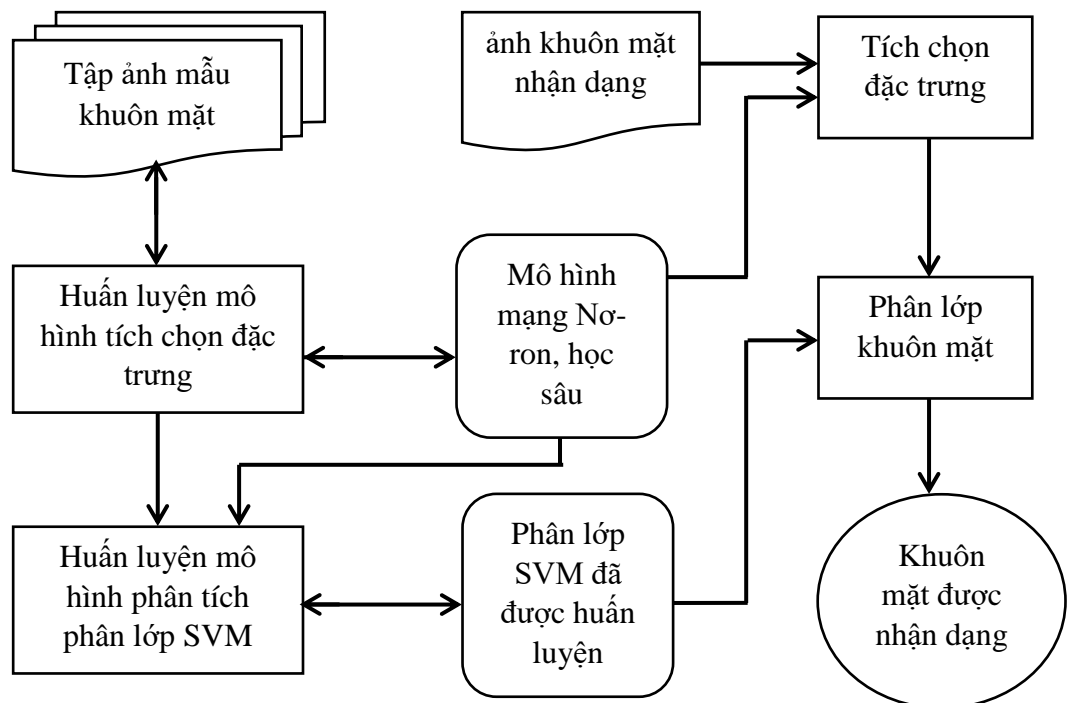 Tập ảnh mẫu
khuôn mặt
ảnh khuôn mặt
nhận dạng
Tích chọn
đặc trưng
Huấn luyện mô
hình tích chọn đặc
trưng
Mô hình
mạng Nơ-
ron, học
sâu
Phân lớp
khuôn mặt
Huấn luyện mô
hình phân tích
phân lớp SVM
Phân lớp
SVM đã
được huấn
luyện
Khuôn
mặt được
nhận dạng